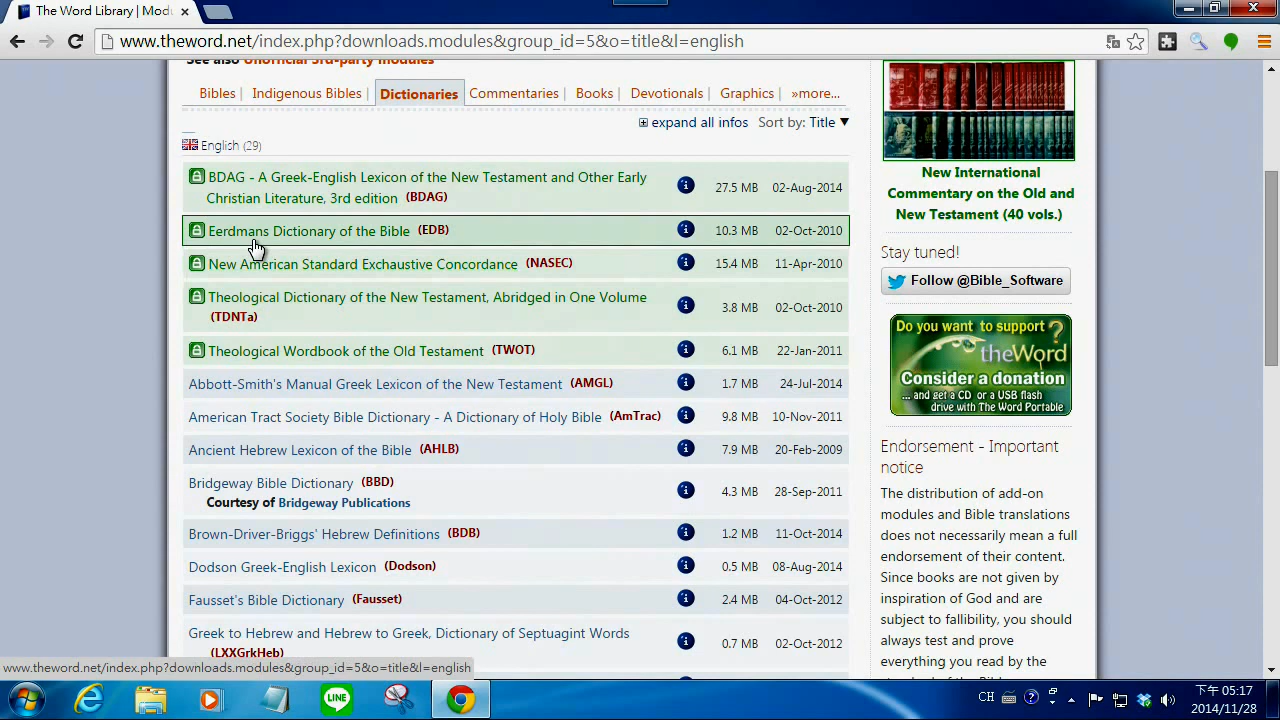 The Word Library | Modu
www.theword.net/index.php?downloads.modules&group_id=5&o=title&l=english
See also Unofficial 3rd-party modules
Bibles | Indigenous Bibles | Dictionaries Commentaries | Books | Devotionals | Graphics | »more...
expand all infos Sort by: Title ▼
English (29)
BDAG - A Greek-English Lexicon of the New Testament and Other Early
Christian Literature, 3rd edition (BDAG) 27.5 MB 02-Aug-2014
Eerdmans Dictionary of the Bible (EDB) 10.3 MB 02-Oct-2010
New American Standard Exchaustive Concordance (NASEC) 15.4 MB 11-Apr-2010
Theological Dictionary of the New Testament, Abridged in One Volume
(TDNTa) 3.8 MB 02-Oct-2010
Theological Wordbook of the Old Testament (TWOT) 6.1 MB 22-Jan-2011
Abbott-Smith's Manual Greek Lexicon of the New Testament (AMGL) 1.7 MB 24-Jul-2014
American Tract Society Bible Dictionary - A Dictionary of Holy Bible (AmTrac) 9.8 MB 10-Nov-2011
Ancient Hebrew Lexicon of the Bible (AHLB) 7.9 MB 20-Feb-2009
Bridgeway Bible Dictionary (BBD)
Courtesy of Bridgeway Publications 4.3 MB 28-Sep-2011
Brown-Driver-Briggs' Hebrew Definitions (BDB) 1.2 MB 11-Oct-2014
Dodson Greek-English Lexicon (Dodson) 0.5 MB 08-Aug-2014
Fausset's Bible Dictionary (Fausset) 2.4 MB 04-Oct-2012
Greek to Hebrew and Hebrew to Greek, Dictionary of Septuagint Words
(LXXGrkHeb) 0.7 MB 02-Oct-2012
New International
Commentary on the Old and
New Testament (40 vols.)
Stay tuned!
Follow @Bible_Software
Do you want to support ?
theWord
Consider a donation
... and get a CD or a USB flash
drive with The Word Portable
Endorsement - Important
notice
The distribution of add-on
modules and Bible translations
does not necessarily mean a full
endorsement of their content.
Since books are not given by
inspiration of God and are
subject to fallibility, you should
always test and prove
everything you read by the
www.theword.net/index.php?downloads.modules&group_id=5&o=title&l=english
LINE
CH
下午 05:17
2014/11/28